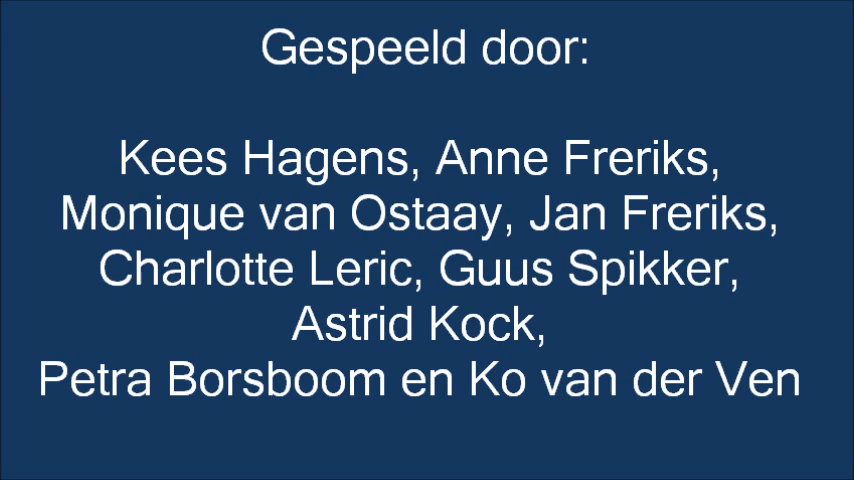 Gespeeld door:
Kees Hagens, Anne Freriks,
Monique van Ostaay, Jan Freriks,
Charlotte Leric, Guus Spikker,
Astrid Kock,
Petra Borsboom en Ko van der Ven